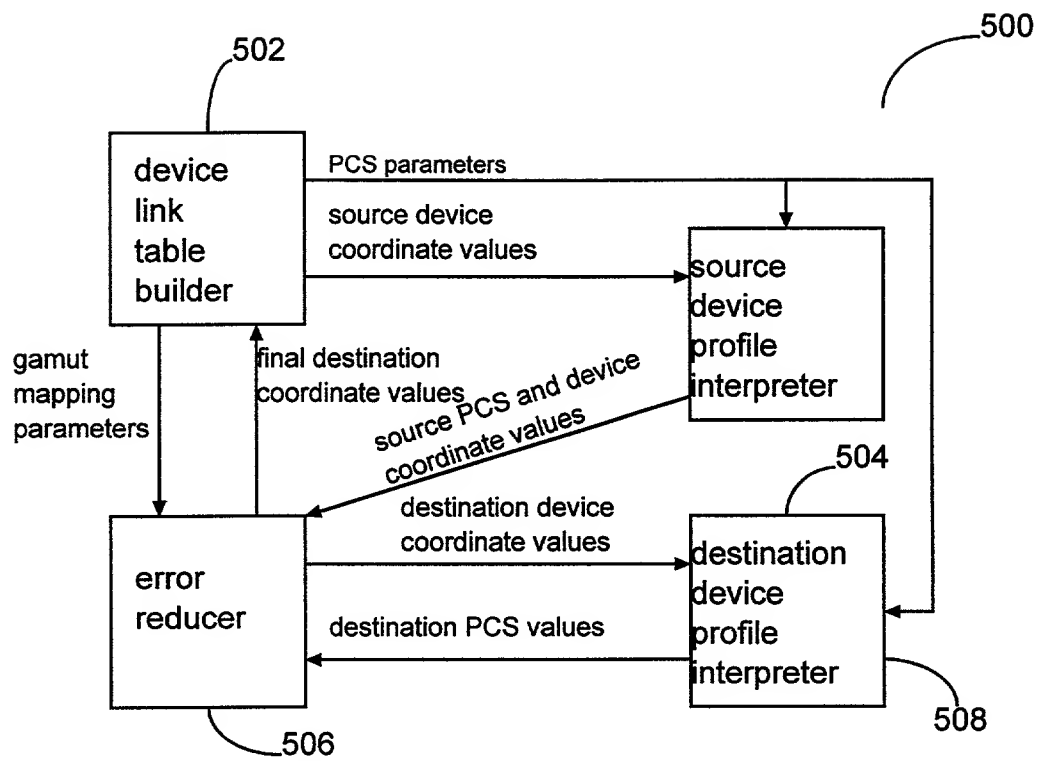 500
502
device
link
table
builder
PCS parameters
source device
coordinate values
source
device
profile
interpreter
gamut
mapping
parameters
final destination
coordinate values
source PCS and device
coordinate values
504
destination device
coordinate values
error
reducer
destination
device
profile
interpreter
destination PCS values
506
508